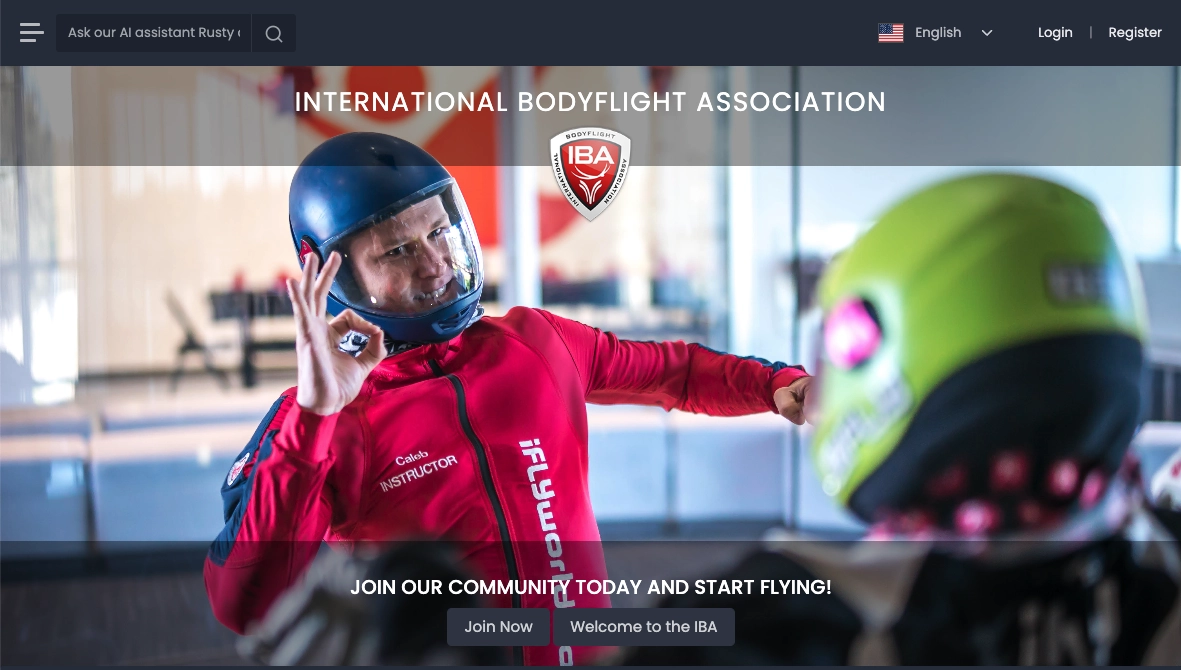 Ask our AI assistant Rusty
English
Login | Register
INTERNATIONAL BODYFLIGHT ASSOCIATION
BODYFLIGHT
IBA
INTERNATIONAL
ASSOCIATION
Caleb
INSTRUCTOR
iFLYworld
JOIN OUR COMMUNITY TODAY AND START FLYING!
Join Now
Welcome to the IBA